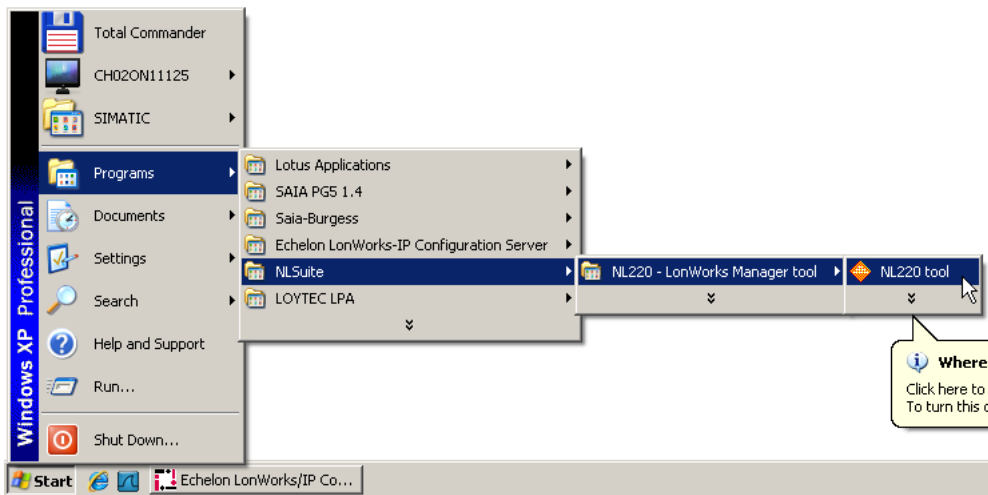 Total Commander
CH02ON11125
SIMATIC
Programs
Documents
Settings
Search
Help and Support
Run...
Shut Down...
Windows XP Professional
Lotus Applications
SAIA PG5 1.4
Saia-Burgess
Echelon LonWorks-IP Configuration Server
NLSuite
LOYTEC LPA
NL220 - LonWorks Manager tool
NL220 tool
Where
Click here to
To turn this
Start
Echelon LonWorks/IP Co...